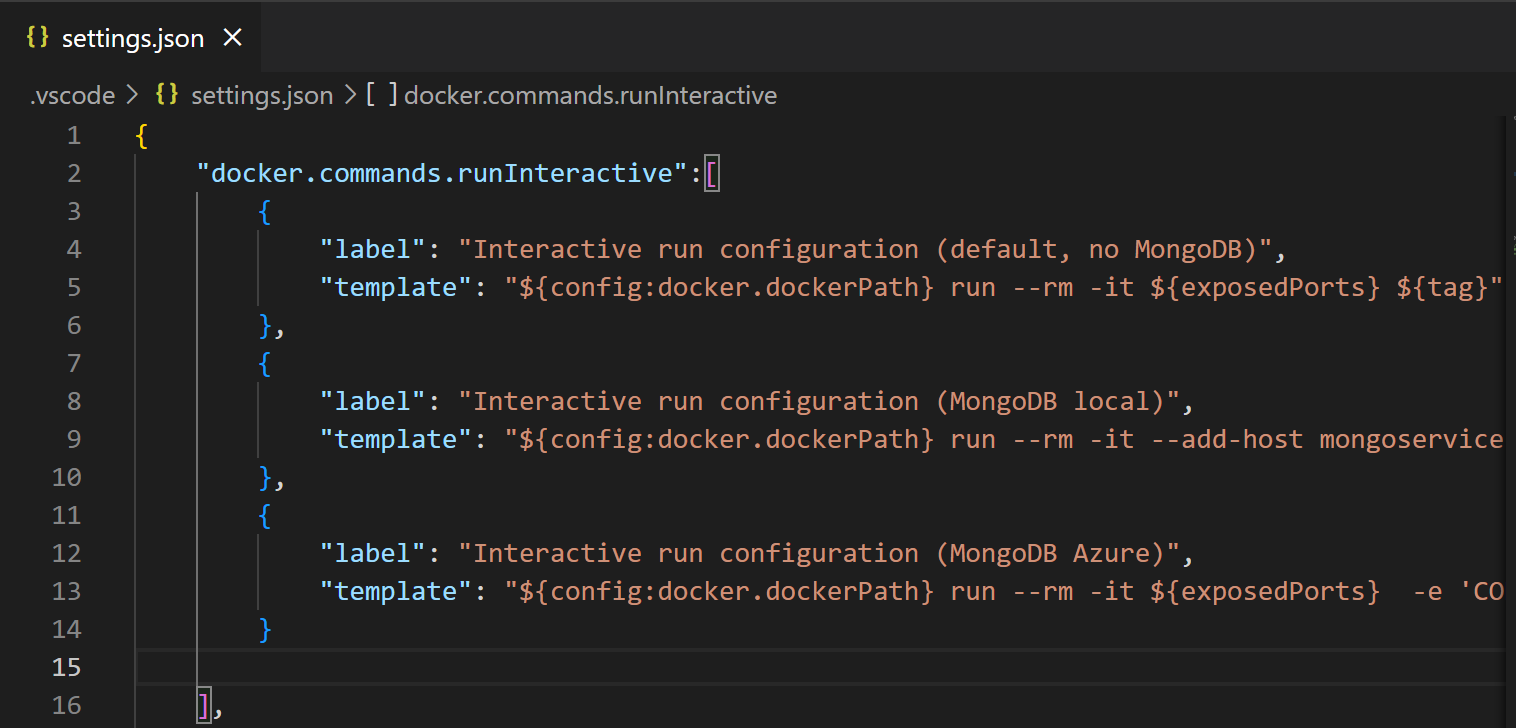 {} settings.json ×
.vscode > {} settings.json > [ ] docker.commands.runInteractive
1 {
2 "docker.commands.runInteractive":[
3 {
4 "label": "Interactive run configuration (default, no MongoDB)",
5 "template": "${config:docker.dockerPath} run --rm -it ${exposedPorts} ${tag}"
6 },
7 {
8 "label": "Interactive run configuration (MongoDB local)",
9 "template": "${config:docker.dockerPath} run --rm -it --add-host mongoservice
10 },
11 {
12 "label": "Interactive run configuration (MongoDB Azure)",
13 "template": "${config:docker.dockerPath} run --rm -it ${exposedPorts}  -e 'CO
14 }
15
16 ],